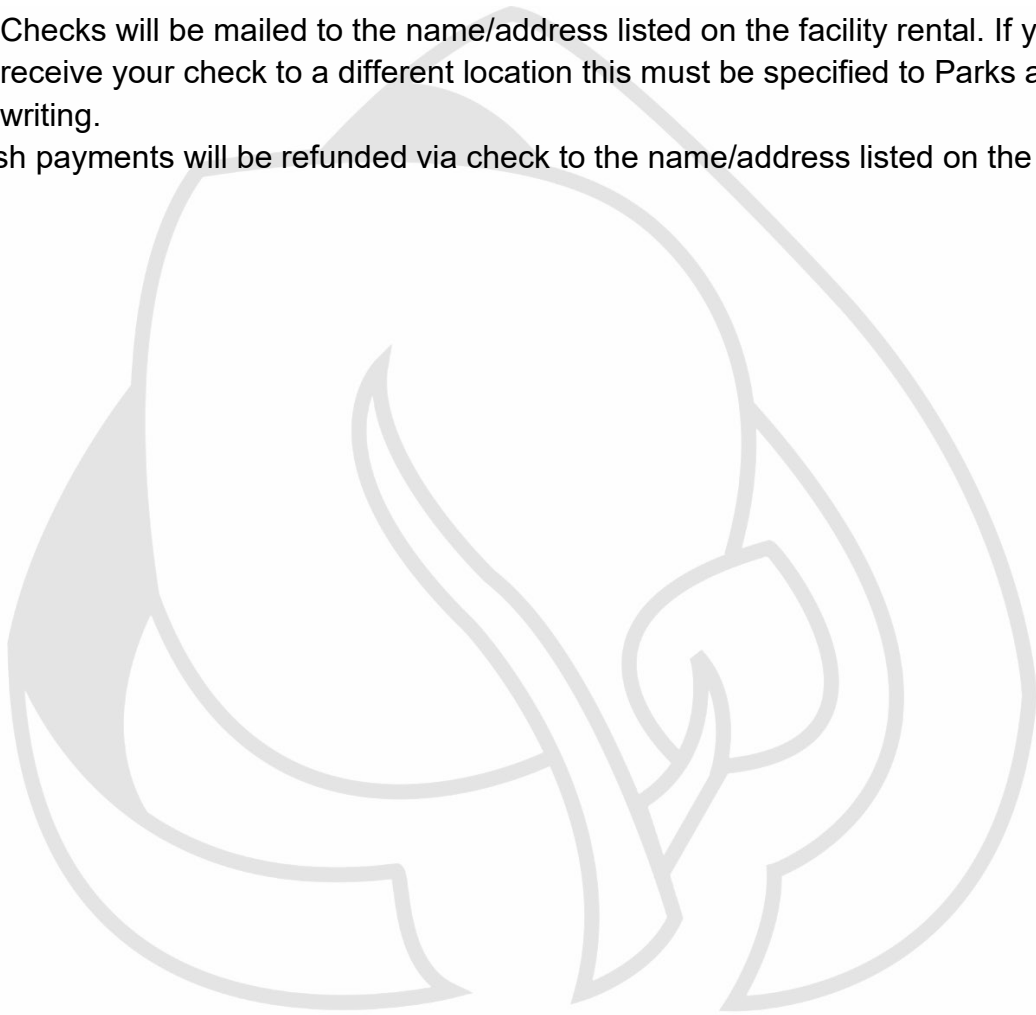 Checks will be mailed to the name/address listed on the facility rental. If
receive your check to a different location this must be specified to Parks
writing.
payments will be refunded via check to the name/address listed on the